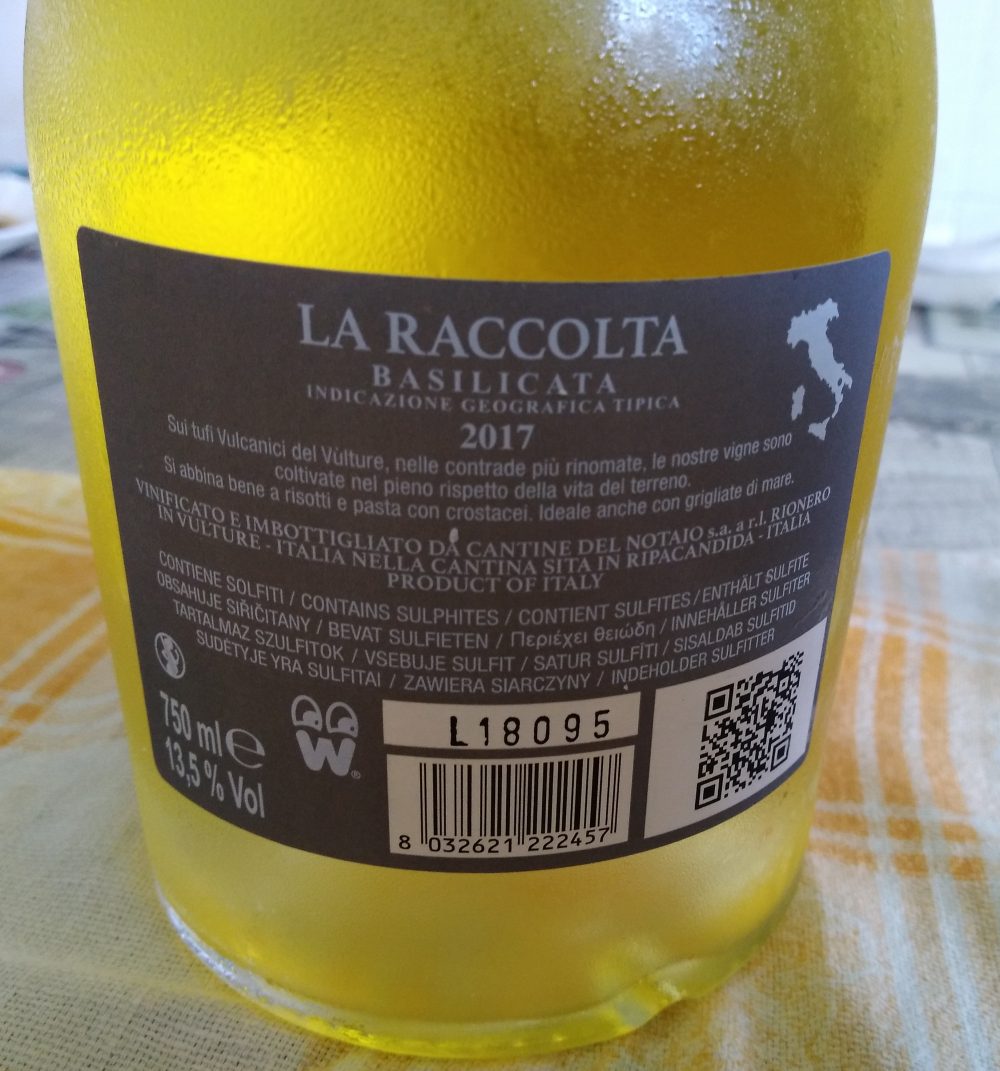 LA RACCOLTA
BASILICATA
INDICAZIONE GEOGRAFICA TIPICA
2017
Sui tufi Vulcanici del Vùlture, nelle contrade più rinomate, le nostre vigne sono
coltivate nel pieno rispetto della vita del terreno.
Si abbina bene a risotti e pasta con crostacei. Ideale anche con grigliate di mare.
VINIFICATO E IMBOTTIGLIATO DA CANTINE DEL NOTAIO s.a. a r.l. RIONERO
IN VULTURE - ITALIA NELLA CANTINA SITA IN RIPACANDIDA - ITALIA
PRODUCT OF ITALY
CONTIENE SOLFITI / CONTAINS SULPHITES / CONTIENT SULFITES / ENTHÄLT SULFITE
OBSAHUJE SIŘIČITANY / BEVAT SULFIETEN / Περιέχει θειώδη / INNEHÅLLER SULFITER
TARTALMAZ SZULFITOK / VSEBUJE SULFIT / SATUR SULFĪTI / SISALDAB SULFITID
SUDĖTYJE YRA SULFITAI / ZAWIERA SIARCZYNY / INDEHOLDER SULFITTER
750 ml e
13,5 % Vol
W®
L18095
8 032621 222457